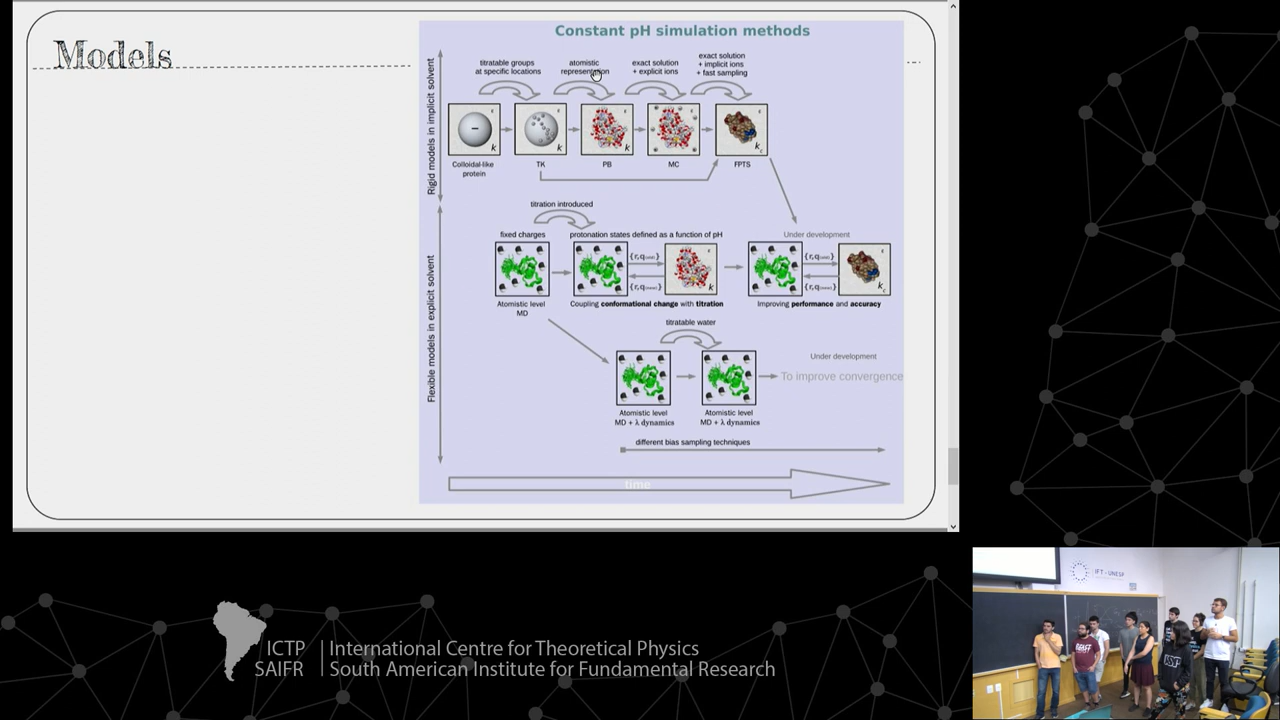 Models
Constant pH simulation methods
Rigid models in implicit solvent
titratable groups
at specific locations
atomistic
representation
exact solution
+ explicit ions
exact solution
+ implicit ions
+ fast sampling
ε
ε
ε
ε
ε
k
k
k
Colloidal-like
protein
TK
PB
MC
FPTS
Flexible models in explicit solvent
titration introduced
fixed charges
protonation states defined as a function of pH
Under development
Atomistic level
MD
Coupling conformational change with titration
Improving performance and accuracy
titratable water
Under development
To improve convergence
Atomistic level
MD + λ dynamics
Atomistic level
MD + λ dynamics
different bias sampling techniques
time
IFT - UNESP
ICTP
SAIFR
International Centre for Theoretical Physics
South American Institute for Fundamental Research